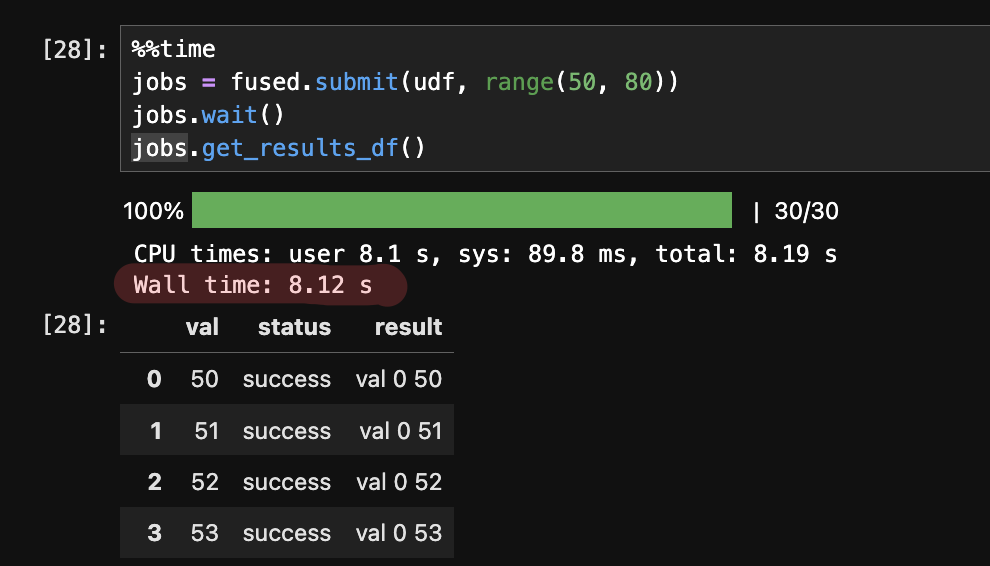 [28]: %%time
jobs = fused.submit(udf, range(50, 80))
jobs.wait()
jobs.get_results_df()
100% | 30/30
CPU times: user 8.1 s, sys: 89.8 ms, total: 8.19 s
Wall time: 8.12 s
[28]: val status result
0 50 success val 0 50
1 51 success val 0 51
2 52 success val 0 52
3 53 success val 0 53